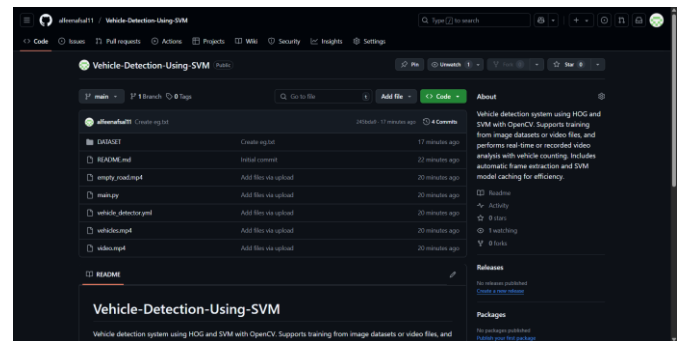 alfeenafsal11 / Vehicle-Detection-Using-SVM
Type / to search
Code Issues Pull requests Actions Projects Wiki Security Insights Settings
Vehicle-Detection-Using-SVM Public
Pin Unwatch 1 Star 0
main 1 Branch 0 Tags
Go to file t Add file Code
alfeenafsal11 Create eg.txt 17 minutes ago 4 Commits
DATASET Create eg.txt 17 minutes ago
README.md Initial commit 22 minutes ago
empty_road.mp4 Add files via upload 20 minutes ago
main.py Add files via upload 20 minutes ago
vehicle_detector.yml Add files via upload 20 minutes ago
vehicles.mp4 Add files via upload 20 minutes ago
video.mp4 Add files via upload 20 minutes ago
README
Vehicle-Detection-Using-SVM
Vehicle detection system using HOG and SVM with OpenCV. Supports training from image datasets or video files, and
About
Vehicle detection system using HOG and
SVM with OpenCV. Supports training
from image datasets or video files, and
performs real-time or recorded video
analysis with vehicle counting. Includes
automatic frame extraction and SVM
model caching for efficiency.
Readme
Activity
0 stars
1 watching
0 forks
Releases
No releases published
Create a new release
Packages
No packages published
Publish your first package